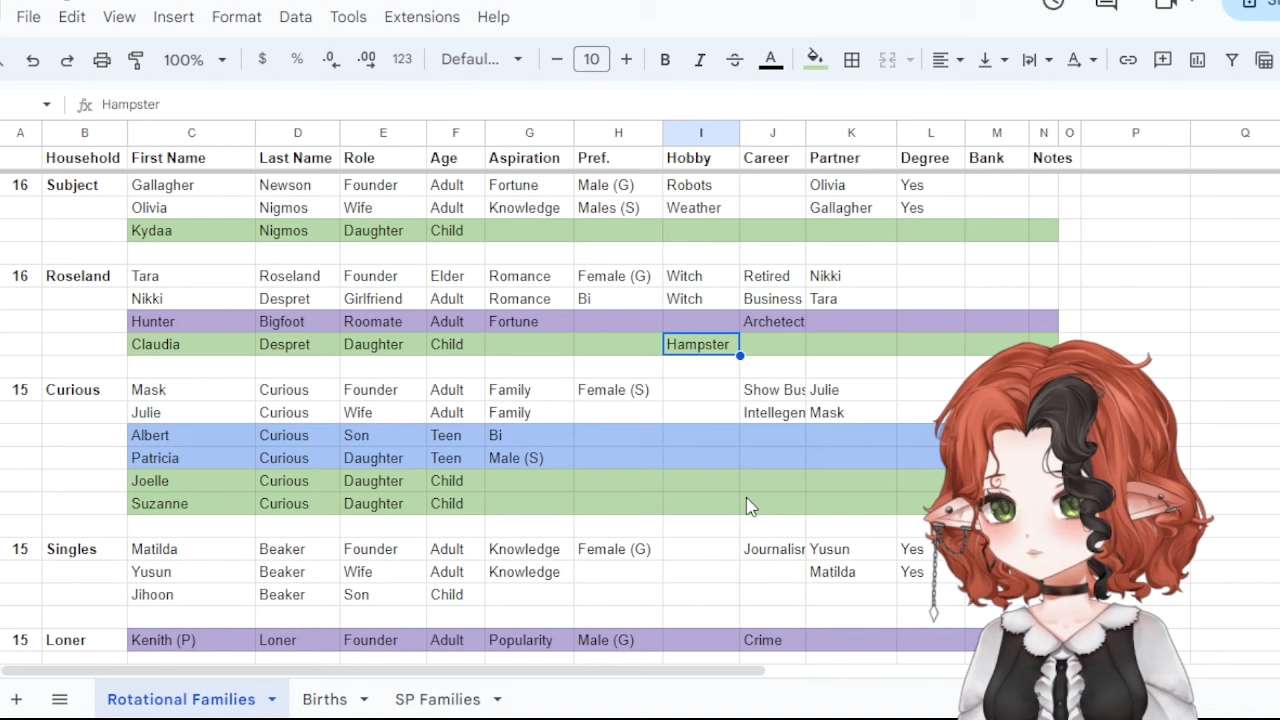 File Edit View Insert Format Data Tools Extensions Help
100% $ % .0 .00 123 Defaul... 10 B I A
fx Hampster
A B C D E F G H I J K L M N O P Q
Household First Name Last Name Role Age Aspiration Pref. Hobby Career Partner Degree Bank Notes
16 Subject Gallagher Newson Founder Adult Fortune Male (G) Robots Olivia Yes
Olivia Nigmos Wife Adult Knowledge Males (S) Weather Gallagher Yes
Kydaa Nigmos Daughter Child
16 Roseland Tara Roseland Founder Elder Romance Female (G) Witch Retired Nikki
Nikki Despret Girlfriend Adult Romance Bi Witch Business Tara
Hunter Bigfoot Roomate Adult Fortune Archetect
Claudia Despret Daughter Child Hampster
15 Curious Mask Curious Founder Adult Family Female (S) Show Bus Julie
Julie Curious Wife Adult Family Intellegen Mask
Albert Curious Son Teen Bi
Patricia Curious Daughter Teen Male (S)
Joelle Curious Daughter Child
Suzanne Curious Daughter Child
15 Singles Matilda Beaker Founder Adult Knowledge Female (G) Journalisr Yusun Yes
Yusun Beaker Wife Adult Knowledge Matilda Yes
Jihoon Beaker Son Child
15 Loner Kenith (P) Loner Founder Adult Popularity Male (G) Crime
Rotational Families Births SP Families